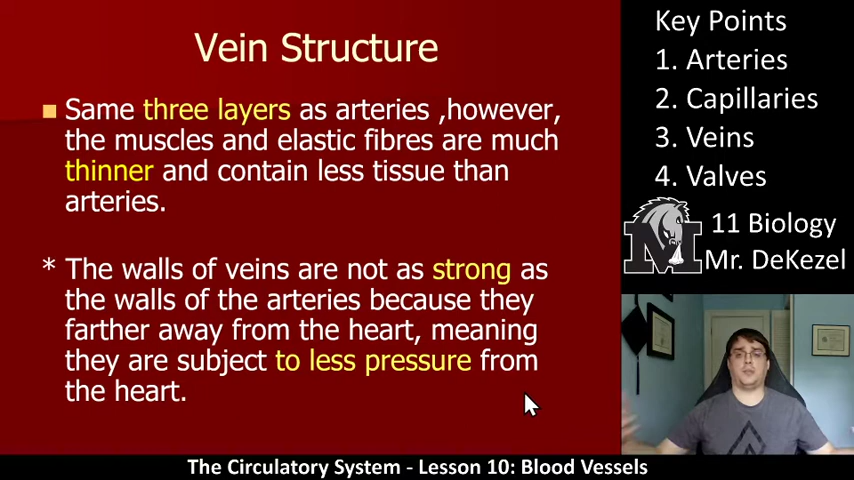 Vein Structure
Same three layers as arteries ,however,
the muscles and elastic fibres are much
thinner and contain less tissue than
arteries.
* The walls of veins are not as strong as
the walls of the arteries because they
farther away from the heart, meaning
they are subject to less pressure from
the heart.
Key Points
1. Arteries
2. Capillaries
3. Veins
4. Valves
M
11 Biology
Mr. DeKezel
The Circulatory System - Lesson 10: Blood Vessels